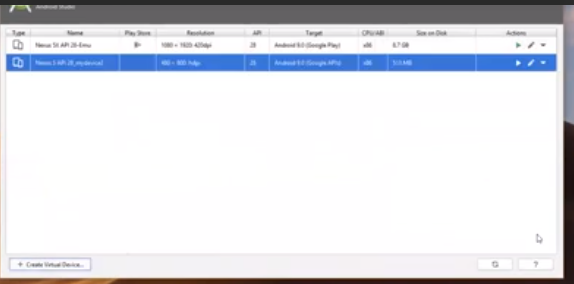 Android Studio
Type Name Play Store Resolution API Target CPU/ABI Size on Disk Actions
Nexus 5X API 28-Emu 1080 × 1920: 420dpi 28 Android 9.0 (Google Play) x86 8.7 GB
Nexus S API 28_mydevice2 480 × 800: hdpi 28 Android 9.0 (Google APIs) x86 513 MB
+ Create Virtual Device...
?